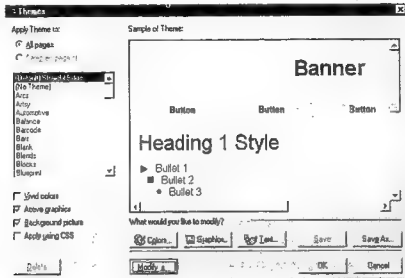 Themes
Apply Theme to:
All pages
Sample of Theme:
(Default) Straight Edge
(No Theme)
Arcs
Artsy
Automotive
Balance
Barcode
Bars
Blank
Blends
Blocks
Blueprint
Banner
Button
Button
Button
Heading 1 Style
Bullet 1
Bullet 2
Bullet 3
Vivid colors
Active graphics
Background picture
Apply using CSS
What would you like to modify?
Colors...
Graphics...
Text...
Save
Save As...
Delete
Modify
OK
Cancel